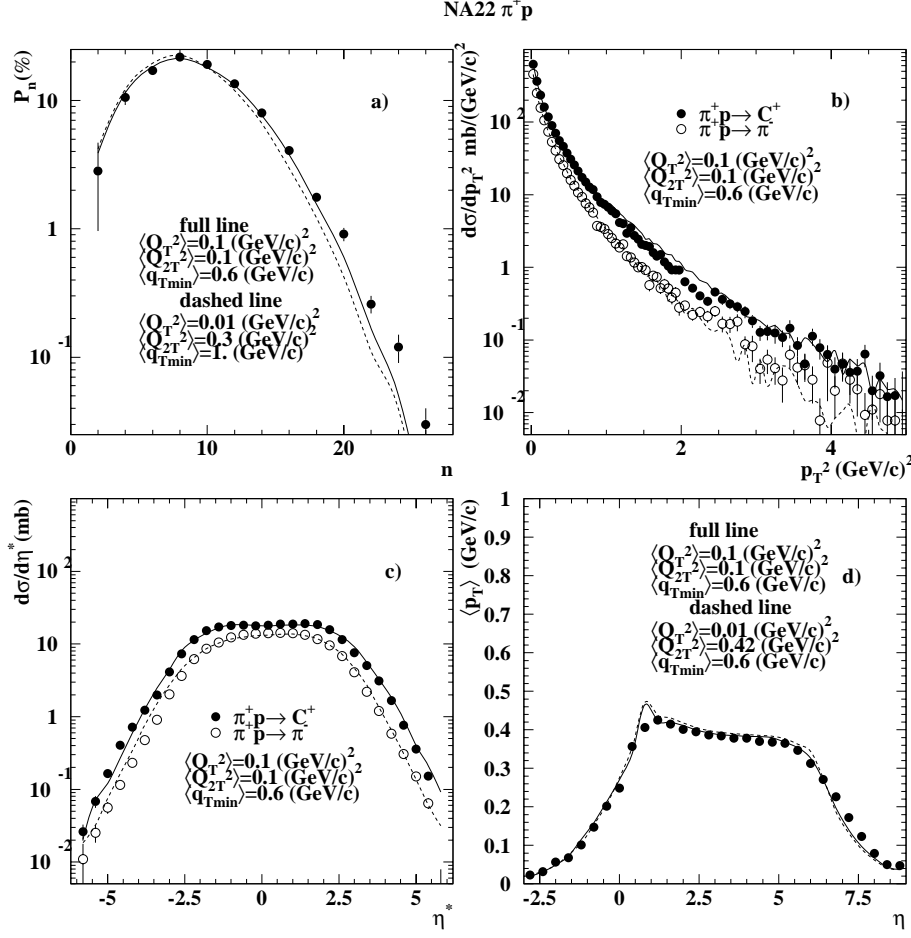 NA22 π⁺p
Pₙ(%)
10
1
10⁻¹
0
10
20
n
a)
full line
⟨Q_T²⟩=0.1 (GeV/c)²
⟨Q_2T²⟩=0.1 (GeV/c)²
⟨q_Tmin⟩=0.6 (GeV/c)
dashed line
⟨Q_T²⟩=0.01 (GeV/c)²
⟨Q_2T²⟩=0.3 (GeV/c)²
⟨q_Tmin⟩=1. (GeV/c)
dσ/dp_T² mb/(GeV/c)²
10²
10
1
10⁻¹
10⁻²
0
2
4
p_T² (GeV/c)²
b)
π⁺p→ C⁺
π⁺p→ π⁻
⟨Q_T²⟩=0.1 (GeV/c)²
⟨Q_2T²⟩=0.1 (GeV/c)²
⟨q_Tmin⟩=0.6 (GeV/c)
dσ/dη* (mb)
10²
10
1
10⁻¹
10⁻²
-5
-2.5
0
2.5
5
η*
c)
π⁺p→ C⁺
π⁺p→ π⁻
⟨Q_T²⟩=0.1 (GeV/c)²
⟨Q_2T²⟩=0.1 (GeV/c)²
⟨q_Tmin⟩=0.6 (GeV/c)
⟨p_T⟩ (GeV/c)
1
0.9
0.8
0.7
0.6
0.5
0.4
0.3
0.2
0.1
0
-2.5
0
2.5
5
7.5
η
d)
full line
⟨Q_T²⟩=0.1 (GeV/c)²
⟨Q_2T²⟩=0.1 (GeV/c)²
⟨q_Tmin⟩=0.6 (GeV/c)
dashed line
⟨Q_T²⟩=0.01 (GeV/c)²
⟨Q_2T²⟩=0.42 (GeV/c)²
⟨q_Tmin⟩=0.6 (GeV/c)